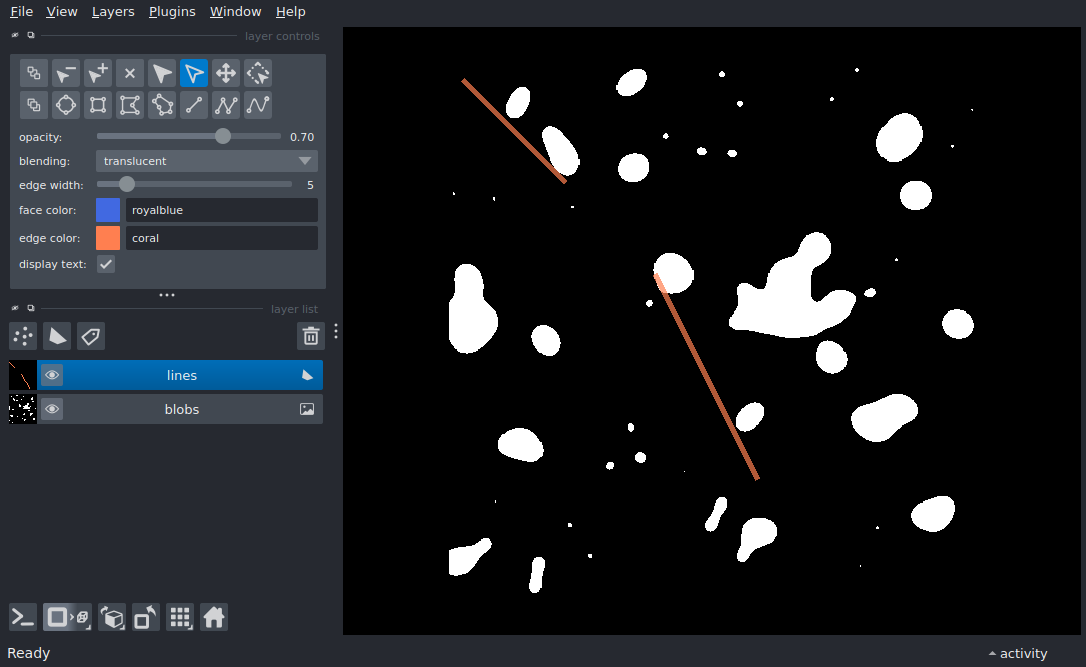 File View Layers Plugins Window Help
layer controls
opacity: 0.70
blending: translucent
edge width: 5
face color: royalblue
edge color: coral
display text:
layer list
lines
blobs
Ready
activity